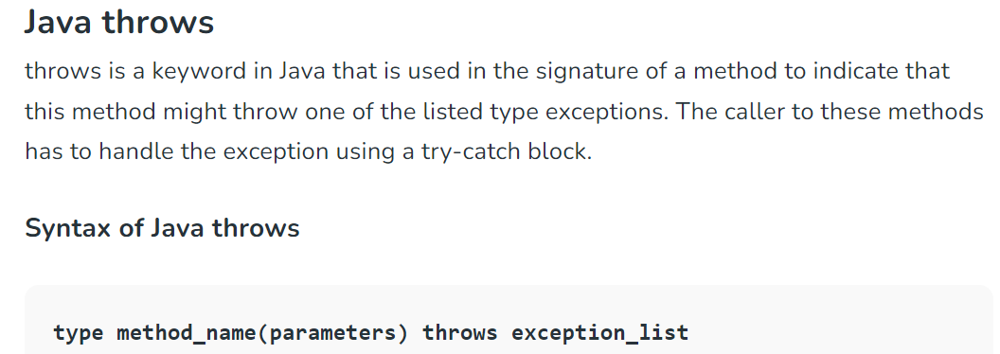 Java throws
throws is a keyword in Java that is used in the signature of a method to indicate that
this method might throw one of the listed type exceptions. The caller to these methods
has to handle the exception using a try-catch block.
Syntax of Java throws
type method_name(parameters) throws exception_list